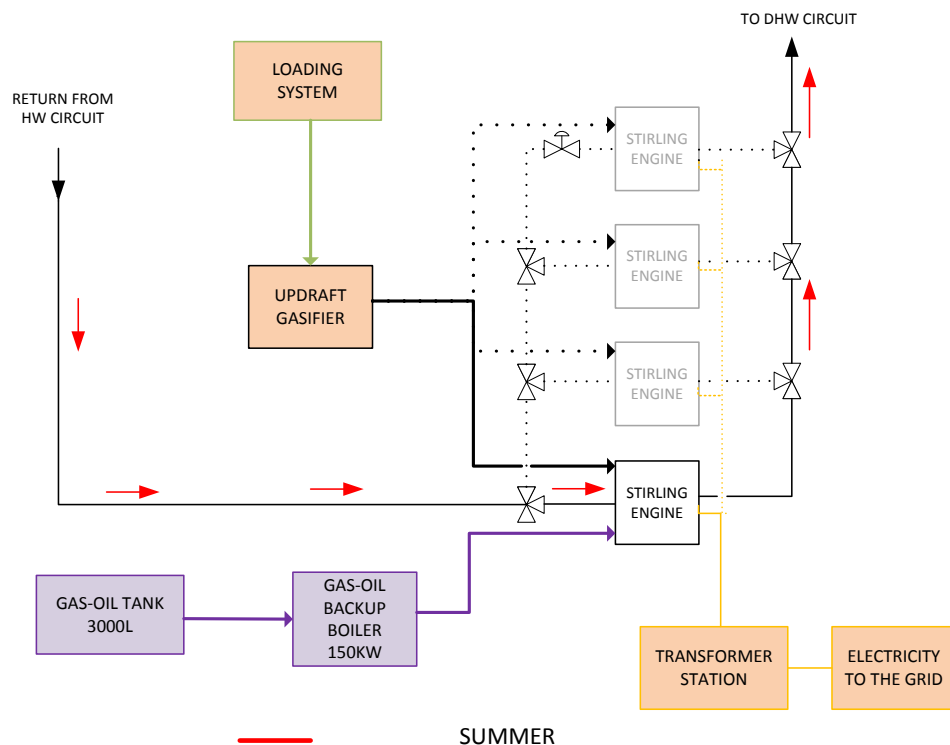 TO DHW CIRCUIT
LOADING
SYSTEM
RETURN FROM
HW CIRCUIT
STIRLING
ENGINE
STIRLING
ENGINE
UPDRAFT
GASIFIER
STIRLING
ENGINE
STIRLING
ENGINE
GAS-OIL TANK
3000L
GAS-OIL
BACKUP
BOILER
150KW
TRANSFORMER
STATION
ELECTRICITY
TO THE GRID
SUMMER